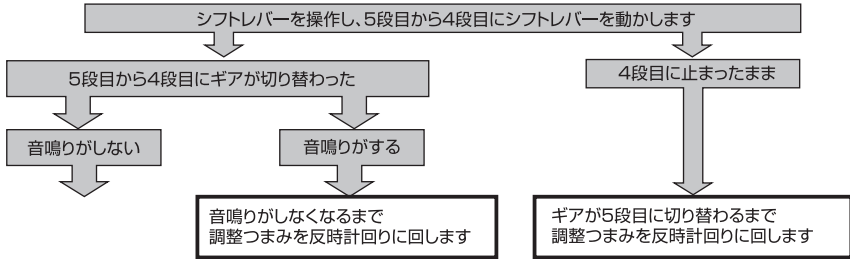 シフトレバーを操作し、5段目から4段目にシフトレバーを動かします
5段目から4段目にギアが切り替わった
4段目に止まったまま
音鳴りがしない
音鳴りがする
音鳴りがしなくなるまで
調整つまみを反時計回りに回します
ギアが5段目に切り替わるまで
調整つまみを反時計回りに回します